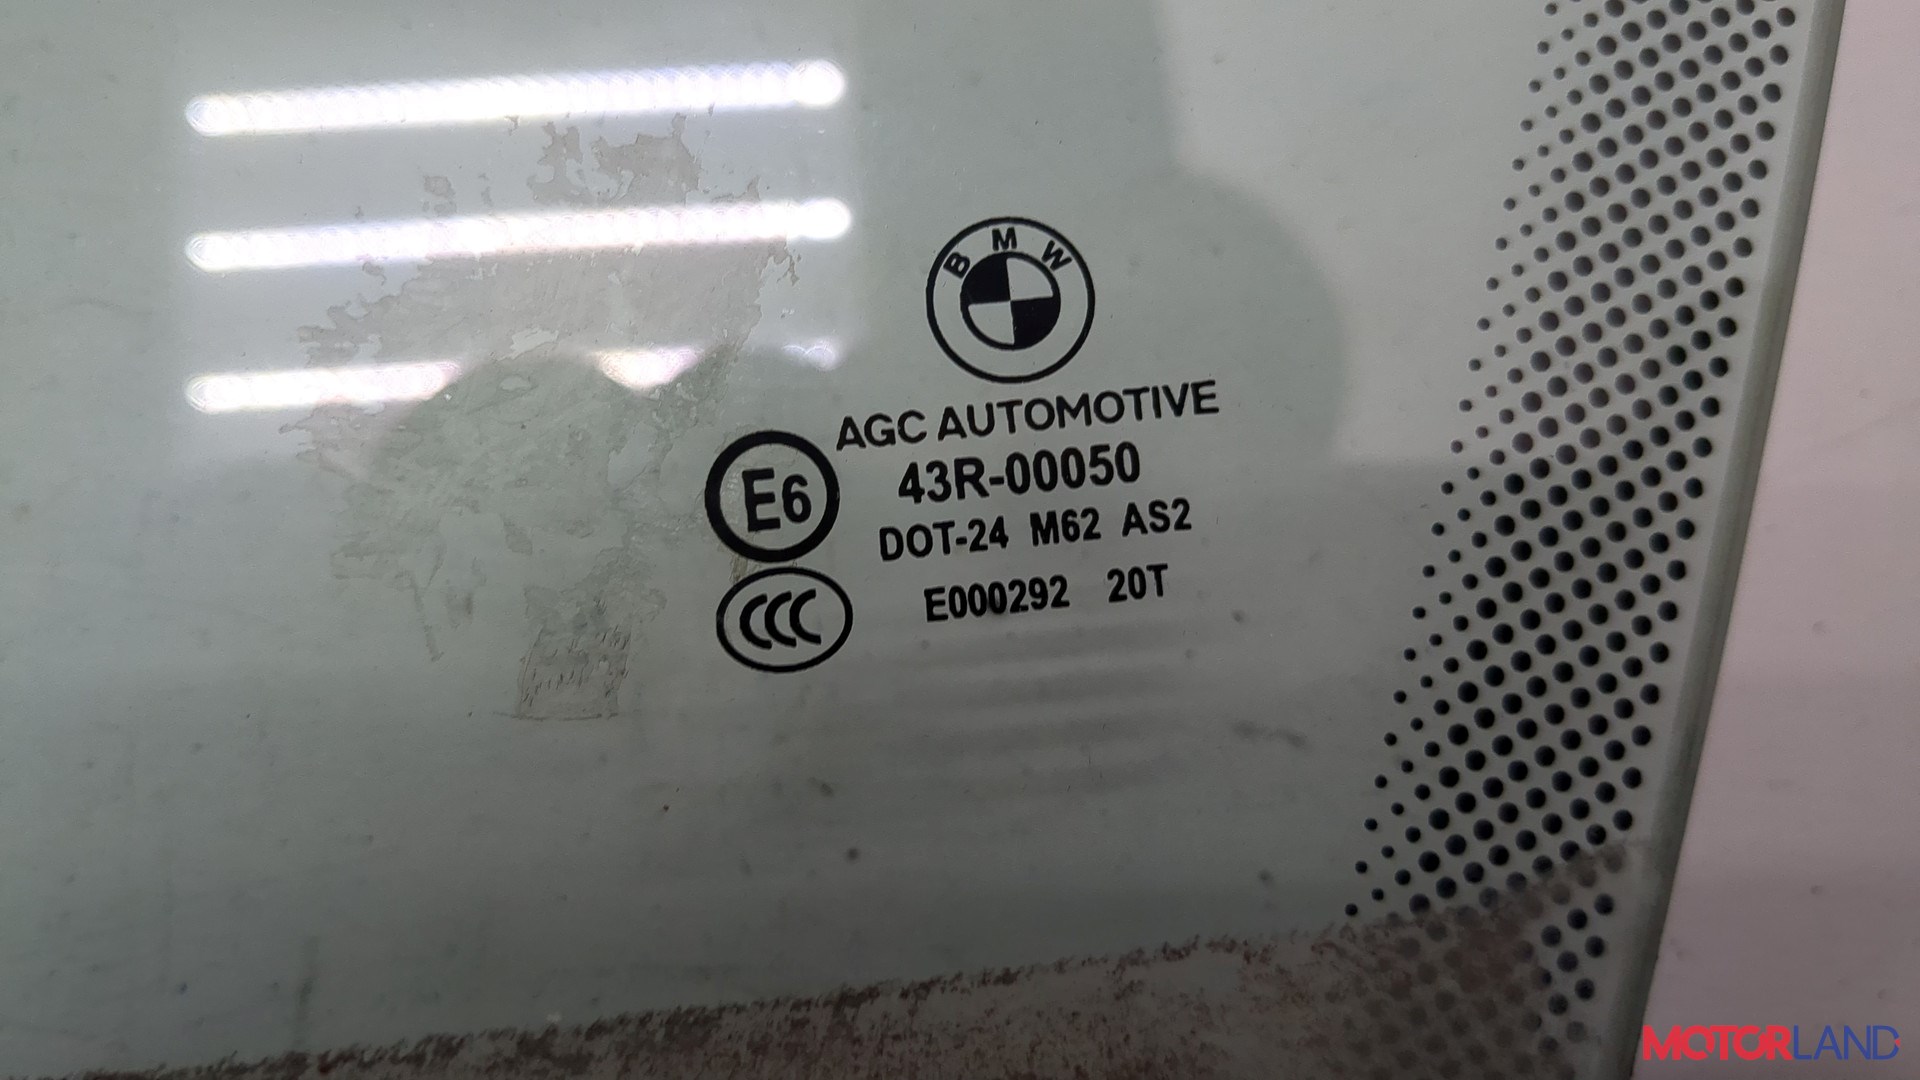 BMW
AGC AUTOMOTIVE
E6 43R-00050
DOT-24 M62 AS2
CCC E000292 20T
MOTORLAND